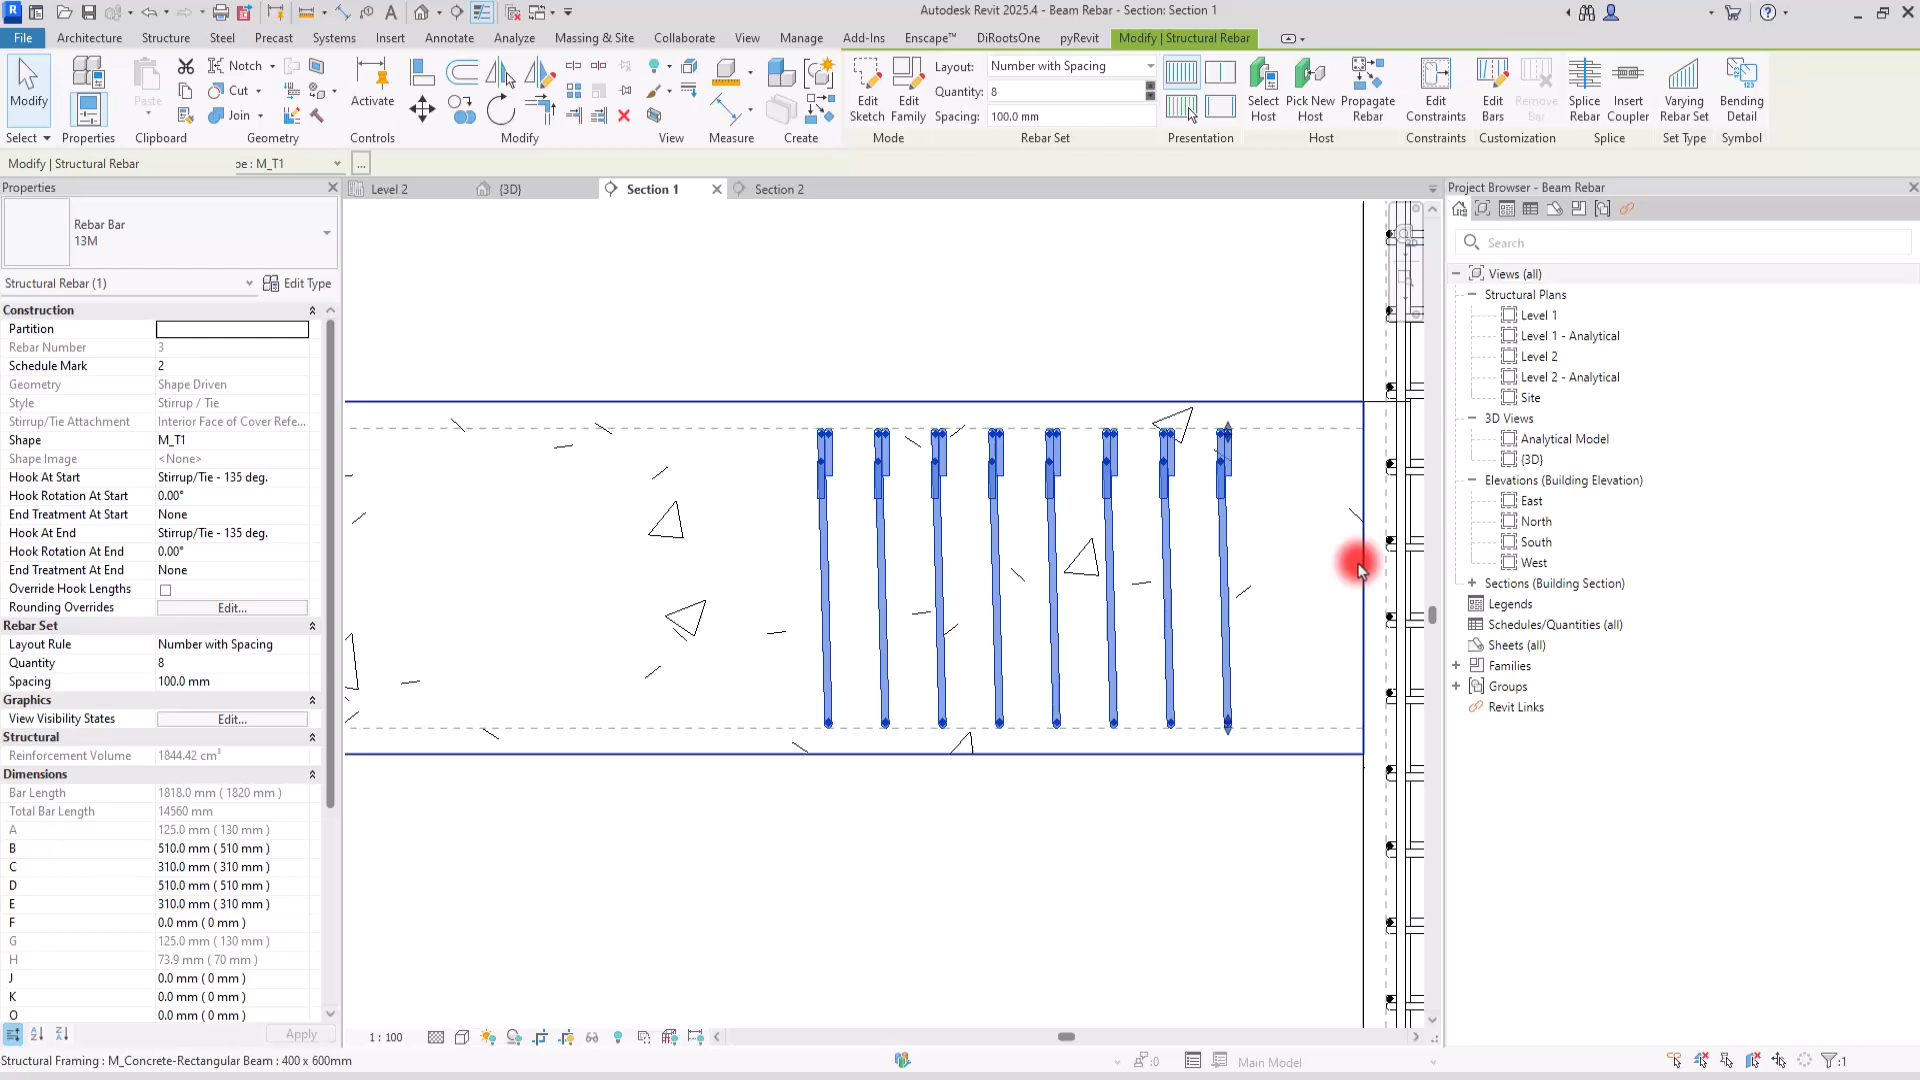 Autodesk Revit 2025.4 - Beam Rebar - Section: Section 1
File Architecture Structure Steel Precast Systems Insert Annotate Analyze Massing & Site Collaborate View Manage Add-Ins Enscape™ DiRootsOne pyRevit Modify | Structural Rebar
Notch
Cut
Join
Modify
Paste
Activate
Edit Sketch
Edit Family
Layout: Number with Spacing
Quantity: 8
Spacing: 100.0 mm
Select Host
Pick New Host
Propagate Rebar
Edit Constraints
Edit Bars
Remove Bar
Splice Rebar
Insert Coupler
Varying Rebar Set
Bending Detail
Select Properties Clipboard Geometry Controls Modify View Measure Create Mode Rebar Set Presentation Host Constraints Customization Splice Set Type Symbol
Modify | Structural Rebar
pe : M_T1
...
Properties
Level 2
{3D}
Section 1
Section 2
Project Browser - Beam Rebar
Rebar Bar
13M
Structural Rebar (1)
Edit Type
Construction
Partition
Rebar Number 3
Schedule Mark 2
Geometry Shape Driven
Style Stirrup / Tie
Stirrup/Tie Attachment Interior Face of Cover Refe...
Shape M_T1
Shape Image <None>
Hook At Start Stirrup/Tie - 135 deg.
Hook Rotation At Start 0.00°
End Treatment At Start None
Hook At End Stirrup/Tie - 135 deg.
Hook Rotation At End 0.00°
End Treatment At End None
Override Hook Lengths
Rounding Overrides Edit...
Rebar Set
Layout Rule Number with Spacing
Quantity 8
Spacing 100.0 mm
Graphics
View Visibility States Edit...
Structural
Reinforcement Volume 1844.42 cm³
Dimensions
Bar Length 1818.0 mm ( 1820 mm )
Total Bar Length 14560 mm
A 125.0 mm ( 130 mm )
B 510.0 mm ( 510 mm )
C 310.0 mm ( 310 mm )
D 510.0 mm ( 510 mm )
E 310.0 mm ( 310 mm )
F 0.0 mm ( 0 mm )
G 125.0 mm ( 130 mm )
H 73.9 mm ( 70 mm )
J 0.0 mm ( 0 mm )
K 0.0 mm ( 0 mm )
O 0.0 mm ( 0 mm )
Apply
Search
Views (all)
Structural Plans
Level 1
Level 1 - Analytical
Level 2
Level 2 - Analytical
Site
3D Views
Analytical Model
{3D}
Elevations (Building Elevation)
East
North
South
West
Sections (Building Section)
Legends
Schedules/Quantities (all)
Sheets (all)
Families
Groups
Revit Links
1 : 100
Structural Framing : M_Concrete-Rectangular Beam : 400 x 600mm
:0
Main Model
:1